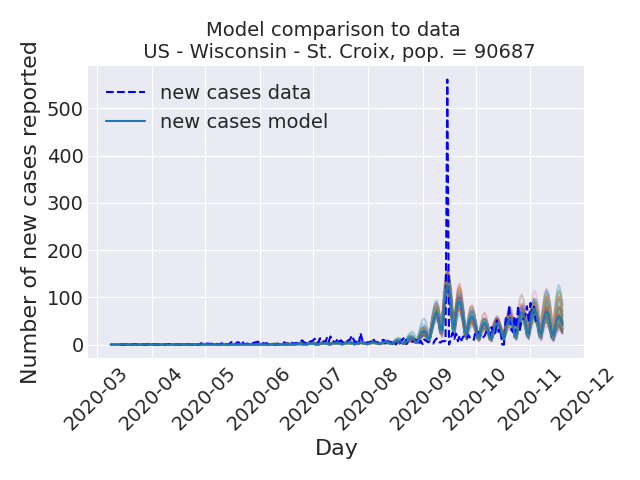 Model comparison to data
US - Wisconsin - St. Croix, pop. = 90687
Number of new cases reported
500
400
300
200
100
0
new cases data
new cases model
2020-03
2020-04
2020-05
2020-06
2020-07
2020-08
2020-09
2020-10
2020-11
2020-12
Day